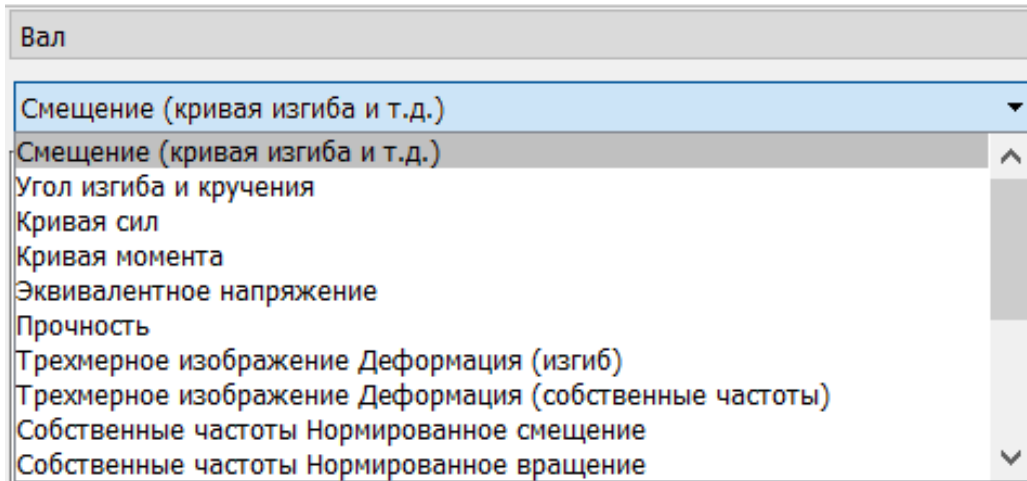 Вал
Смещение (кривая изгиба и т.д.)
Смещение (кривая изгиба и т.д.)
Угол изгиба и кручения
Кривая сил
Кривая момента
Эквивалентное напряжение
Прочность
Трехмерное изображение Деформация (изгиб)
Трехмерное изображение Деформация (собственные частоты)
Собственные частоты Нормированное смещение
Собственные частоты Нормированное вращение